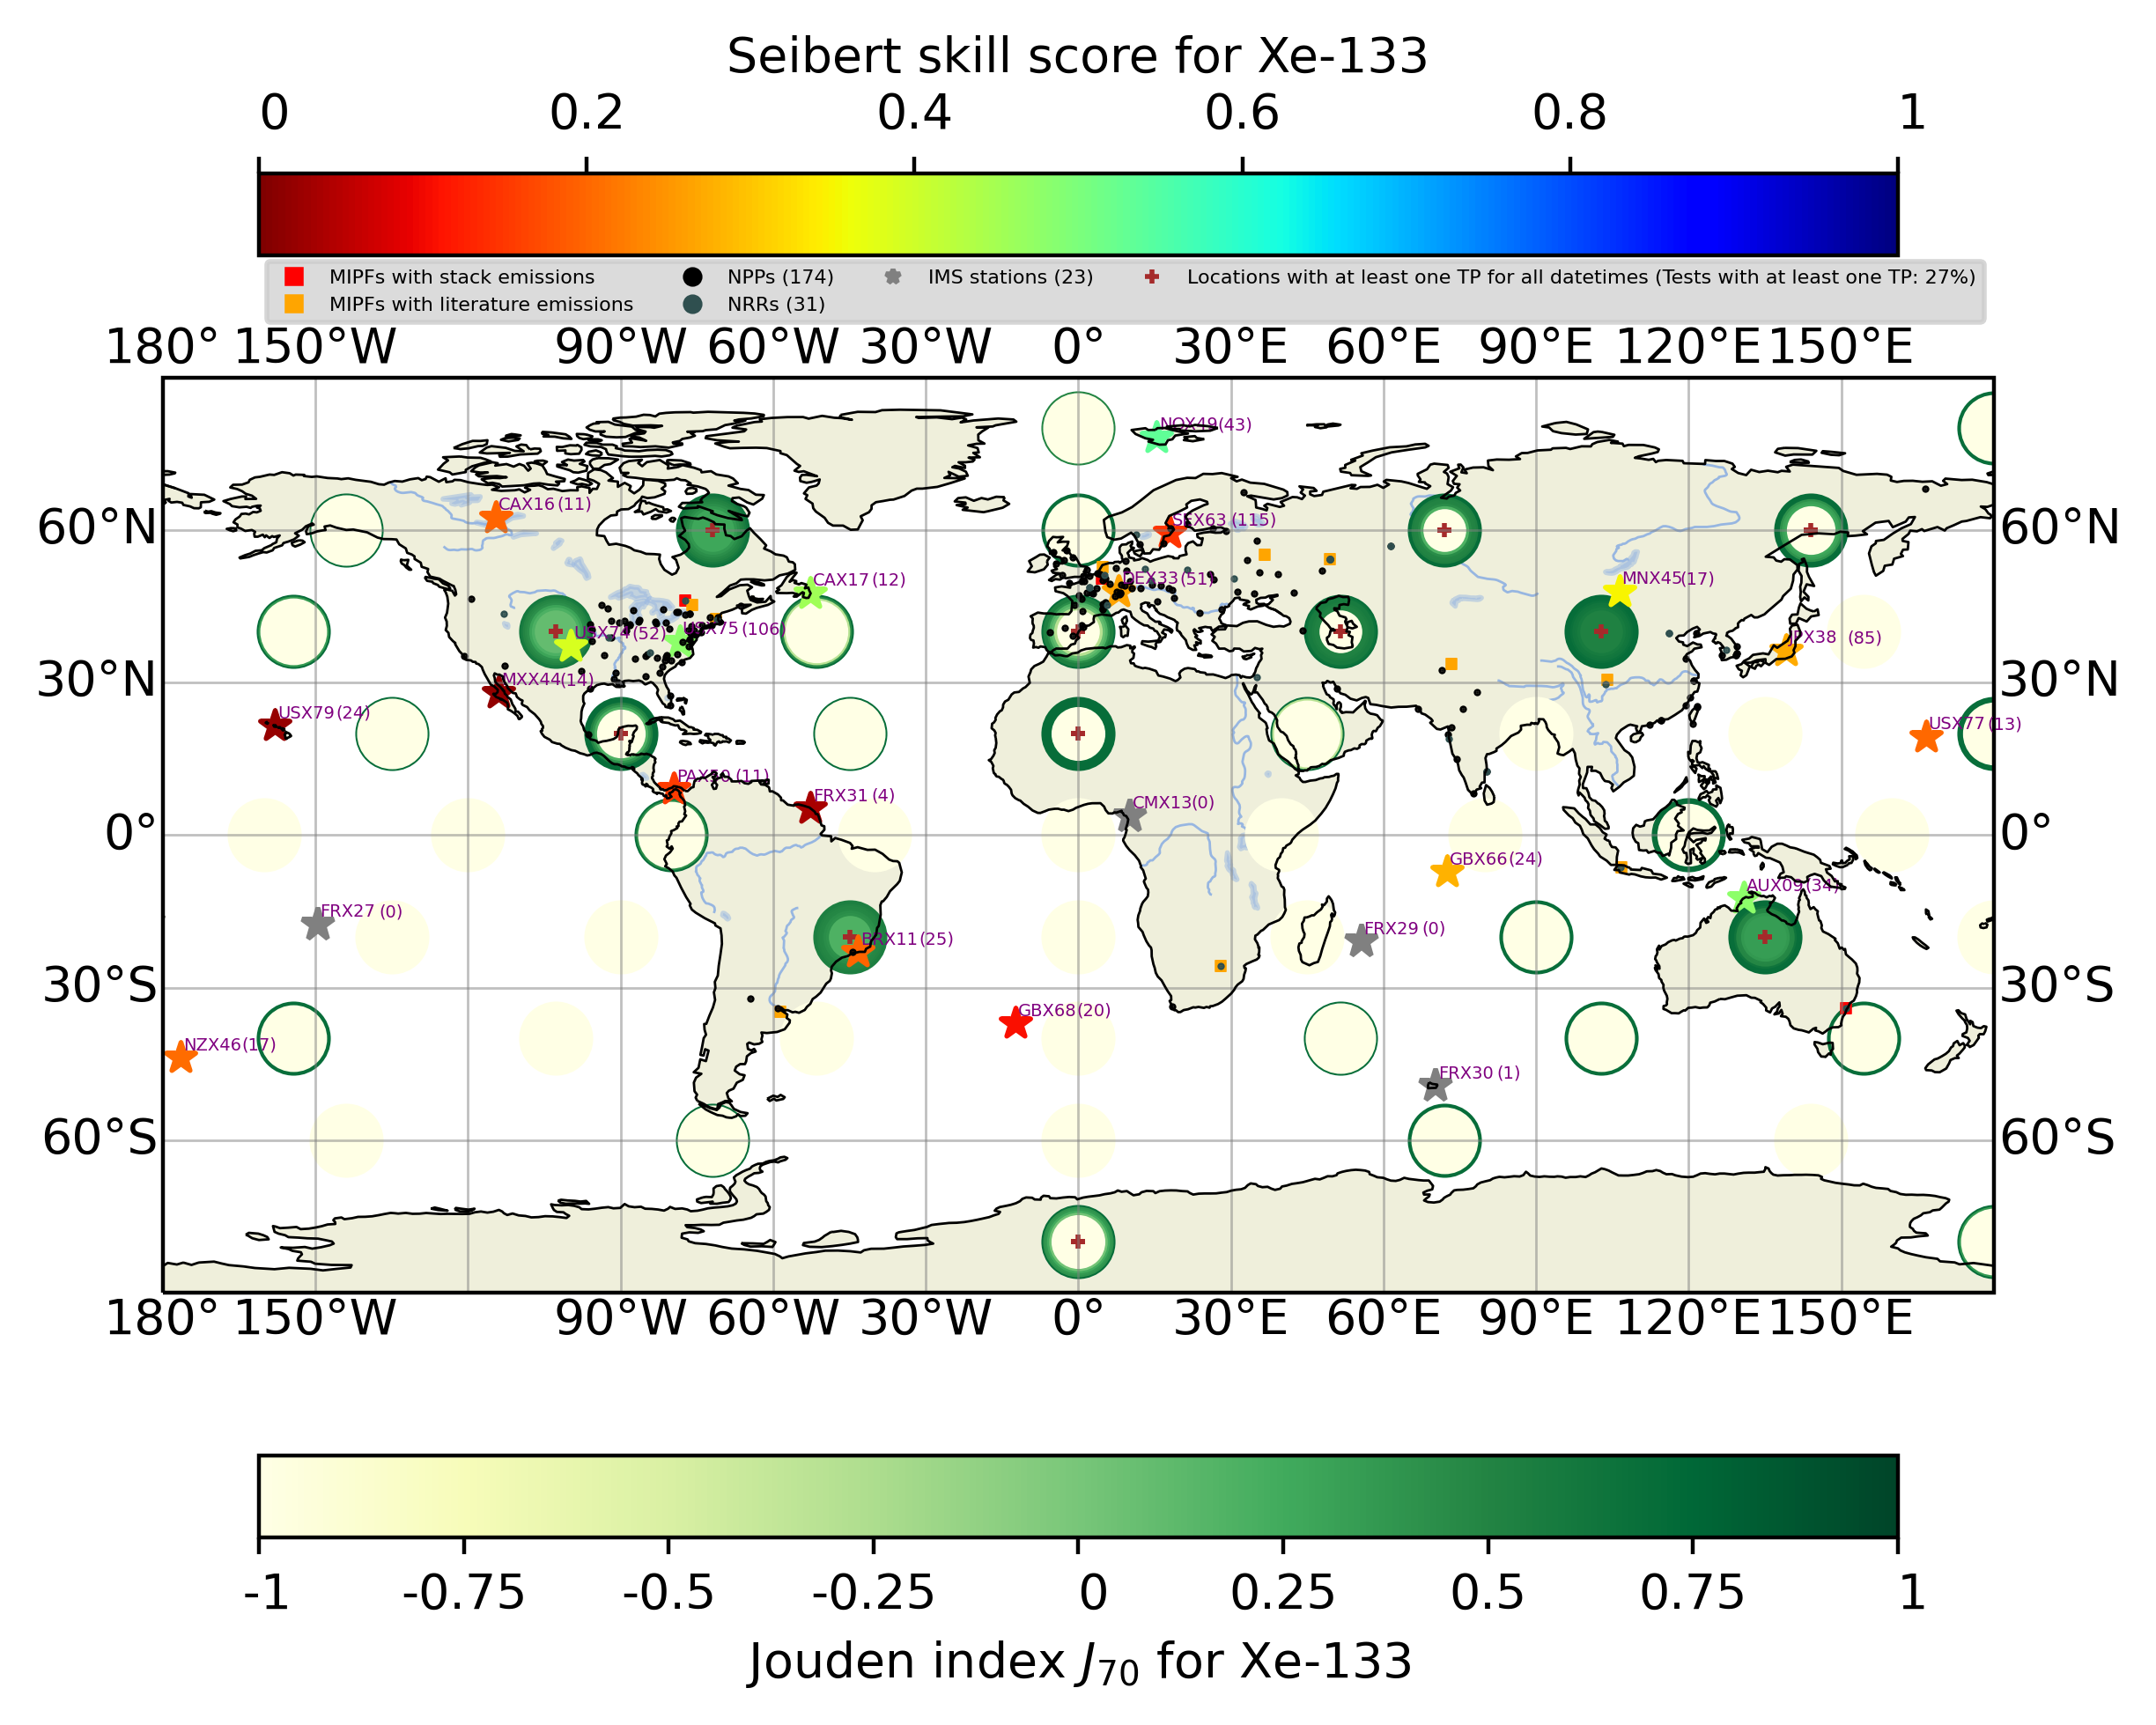 Seibert skill score for Xe-133
0 0.2 0.4 0.6 0.8 1
MIPFs with stack emissions NPPs (174) IMS stations (23) Locations with at least one TP for all datetimes (Tests with at least one TP: 27%)
MIPFs with literature emissions NRRs (31)
180° 150°W 90°W 60°W 30°W 0° 30°E 60°E 90°E 120°E 150°E
NOX49(43)
CAX16(11)
SEX63(115)
60°N 60°N
CAX17(12) DEX33(51) MNX45(17)
USX74(52) USX75(106) JPX38 (85)
30°N MXX44(14) 30°N
USX79(24) USX77(13)
PAX50(11)
FRX31(4) CMX13(0)
0° 0°
GBX66(24)
AUX09(34)
FRX27(0) BRX11(25) FRX29(0)
30°S 30°S
GBX68(20)
NZX46(17)
FRX30(1)
60°S 60°S
180° 150°W 90°W 60°W 30°W 0° 30°E 60°E 90°E 120°E 150°E
-1 -0.75 -0.5 -0.25 0 0.25 0.5 0.75 1
Jouden index J70 for Xe-133